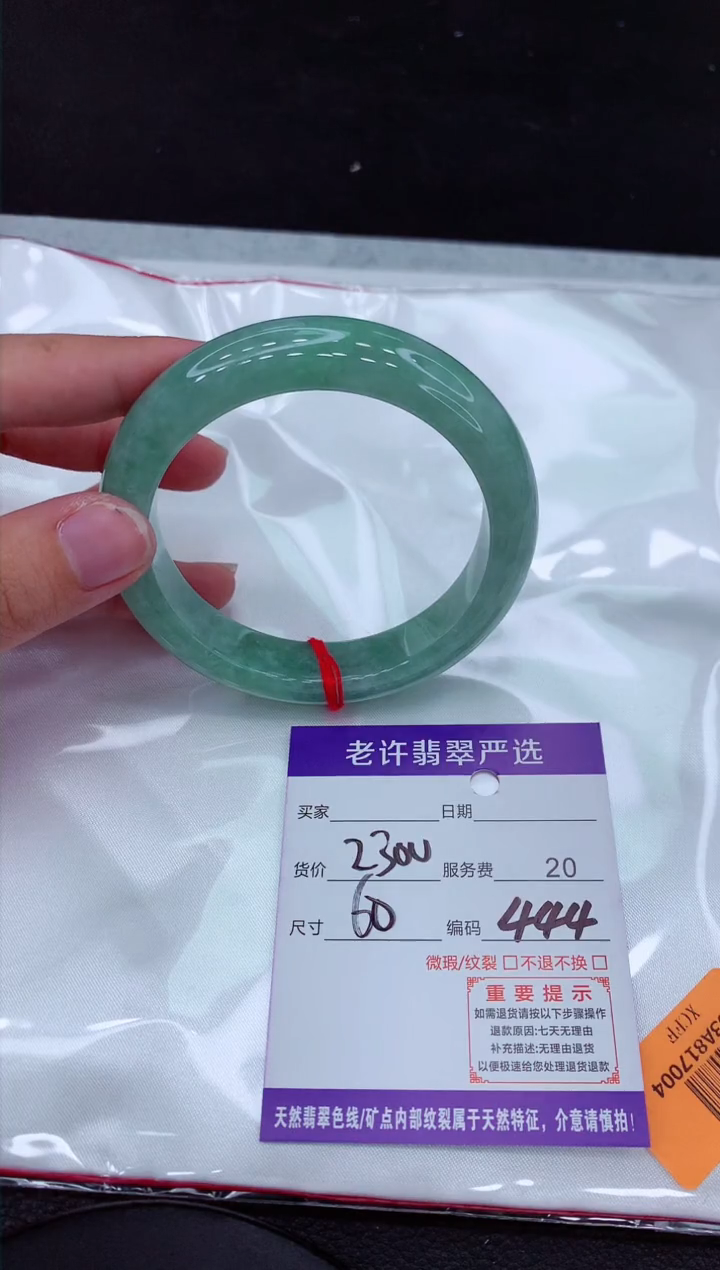 老许翡翠严选
买家 日期
货价 2300 服务费 20
尺寸 60 编码 444
微瑕/纹裂 □ 不退不换 □
重要提示
如需退货请按以下步骤操作
退款原因:七天无理由
补充描述:无理由退货
以便极速给您处理退货退款
天然翡翠色线/矿点内部纹裂属于天然特征，介意请慎拍！
XCFF
3A817004